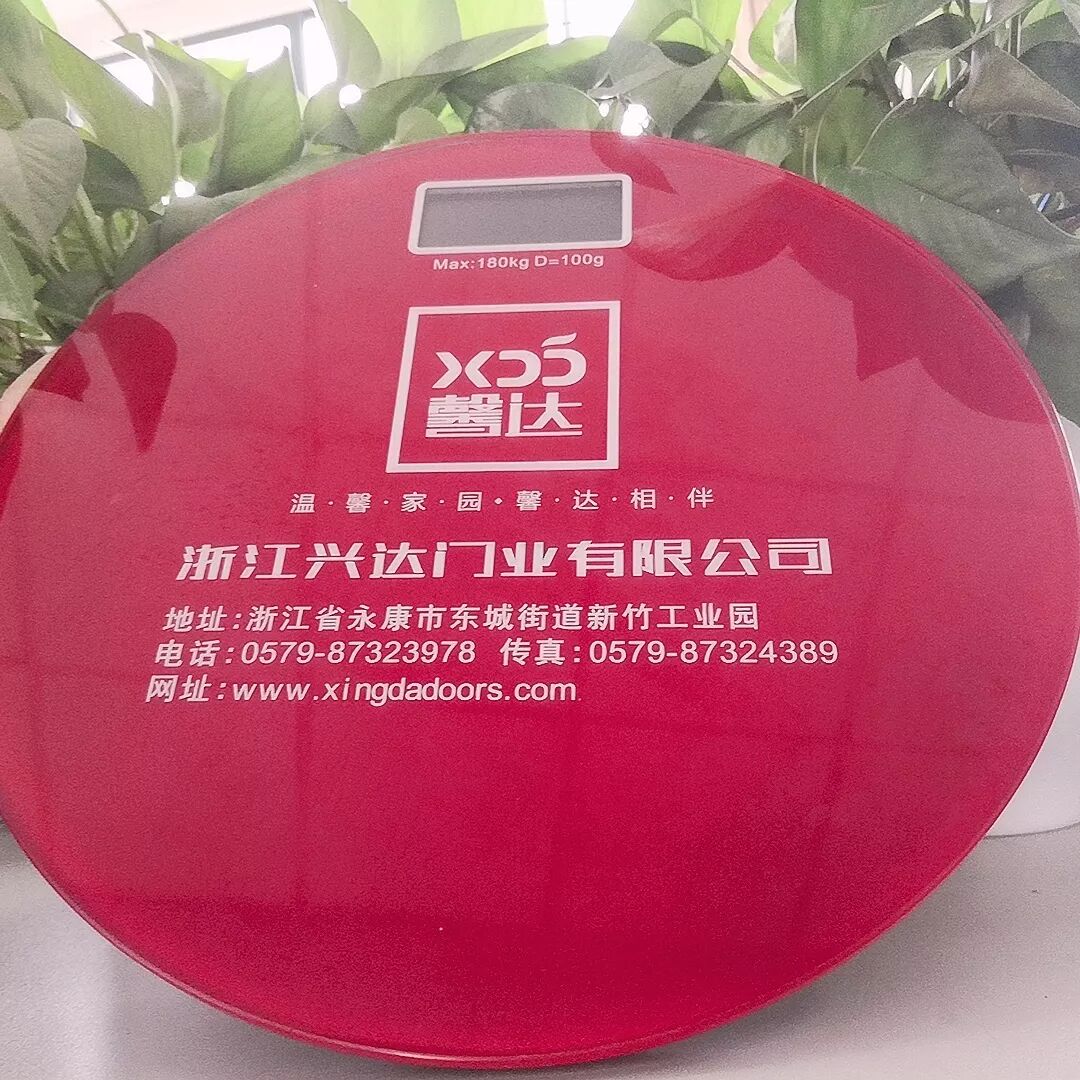 Max:180kg D=100g
XDD
馨达
温·馨·家·园·馨·达·相·伴
浙江兴达门业有限公司
地址:浙江省永康市东城街道新竹工业园
电话:0579-87323978 传真:0579-87324389
网址:www.xingdadoors.com